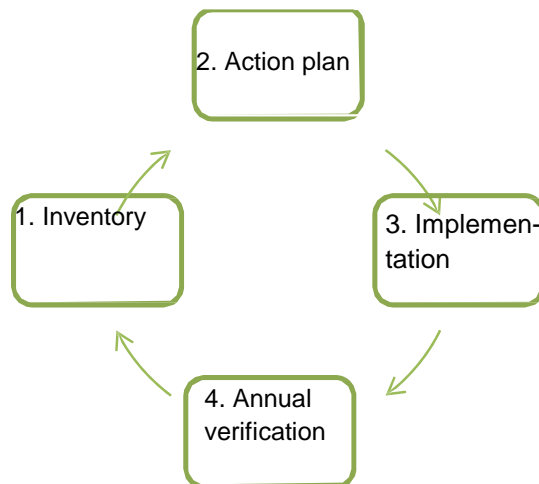 2. Action plan
1. Inventory
3. Implemen-
tation
4. Annual
verification